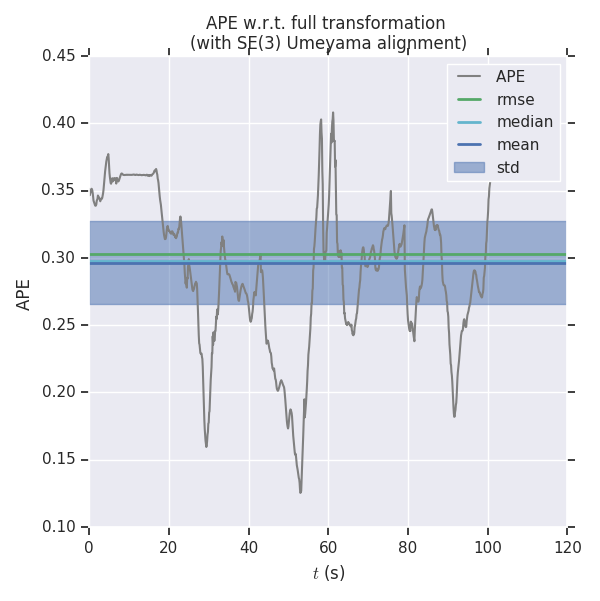 APE w.r.t. full transformation
(with SE(3) Umeyama alignment)
APE
rmse
median
mean
std
0.45
0.40
0.35
0.30
0.25
0.20
0.15
0.10
APE
0 20 40 60 80 100 120
t (s)